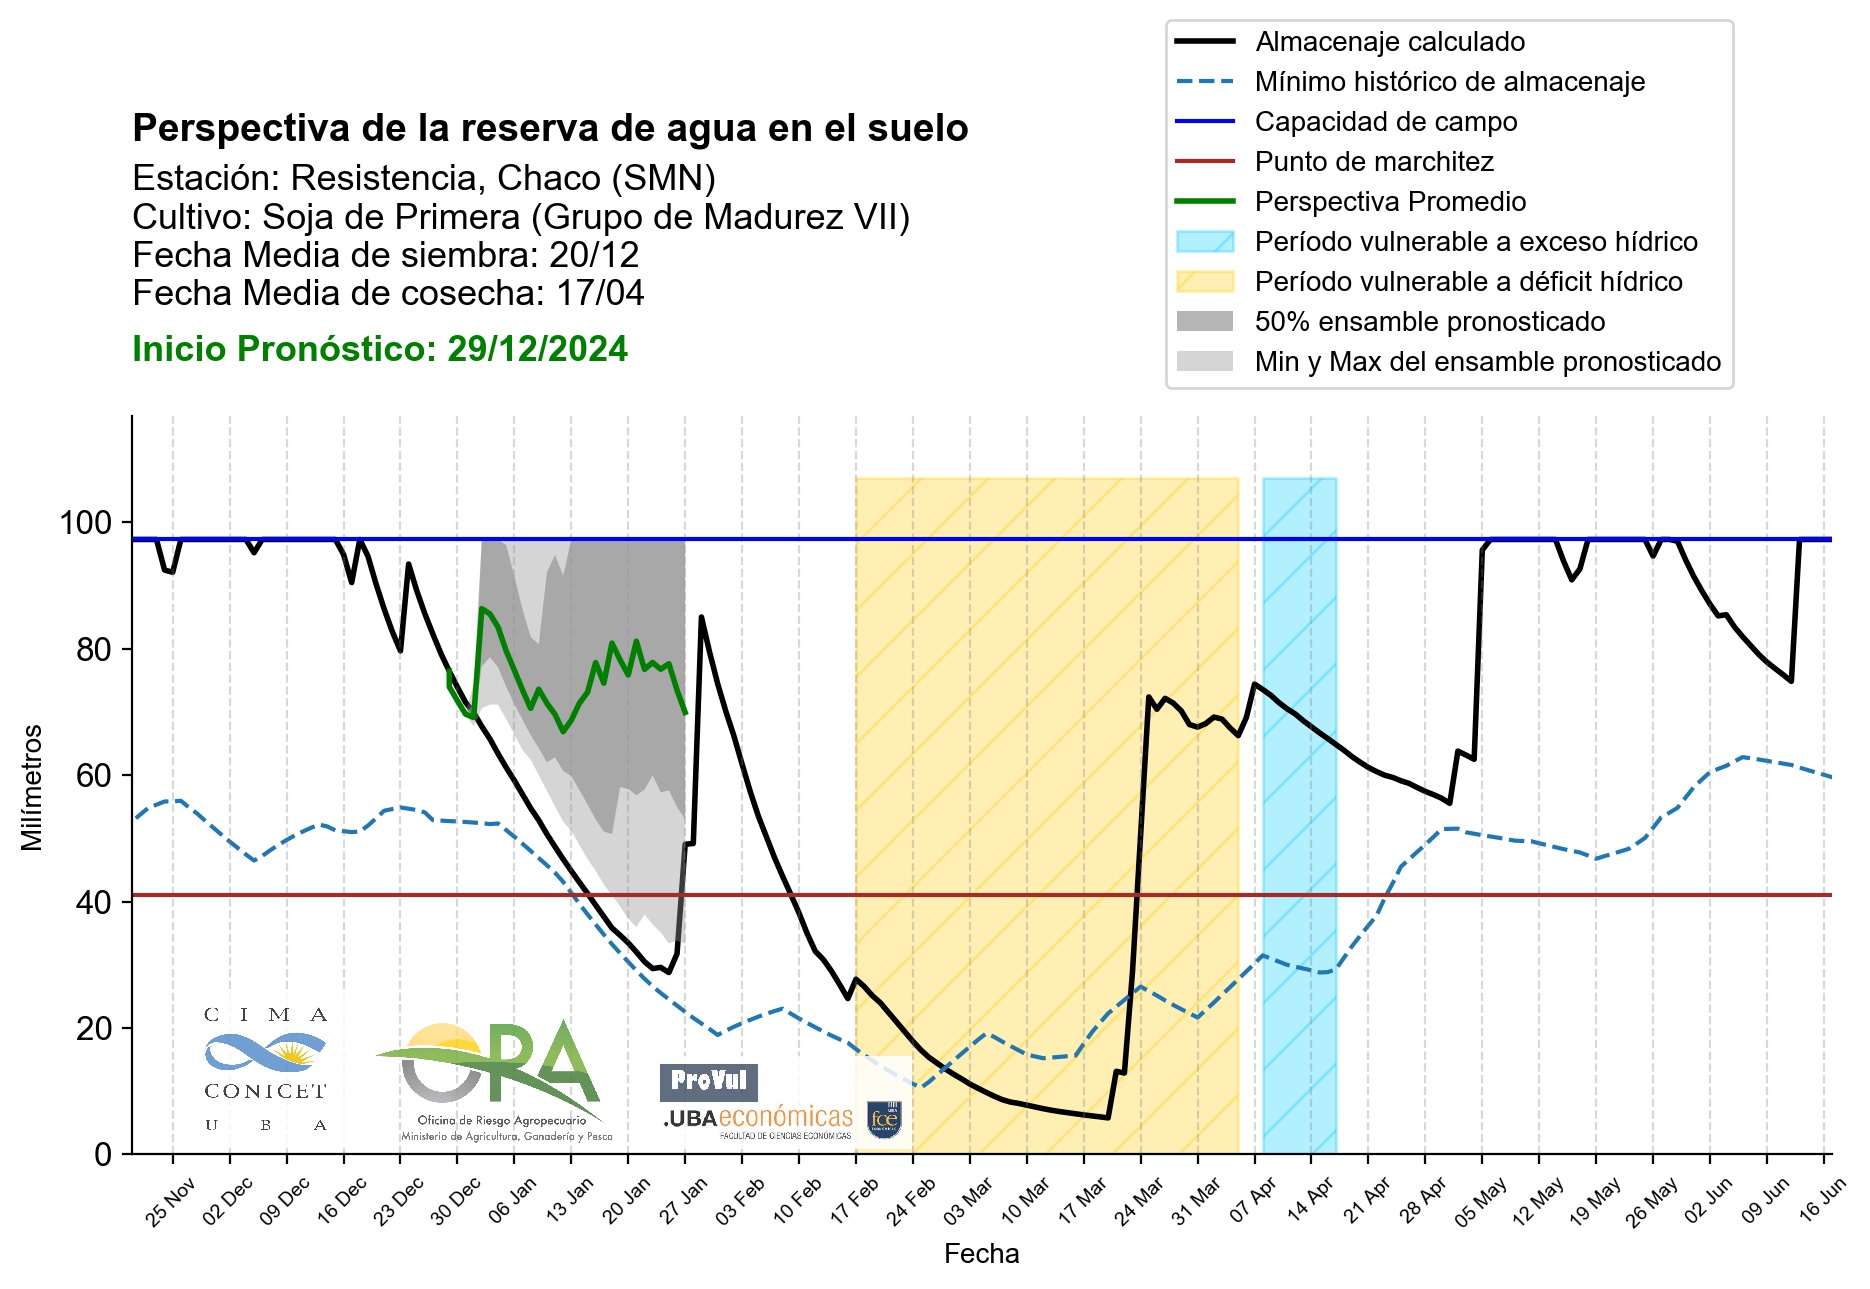 Almacenaje calculado
Mínimo histórico de almacenaje
Capacidad de campo
Punto de marchitez
Perspectiva Promedio
Período vulnerable a exceso hídrico
Período vulnerable a déficit hídrico
50% ensamble pronosticado
Min y Max del ensamble pronosticado
Perspectiva de la reserva de agua en el suelo
Estación: Resistencia, Chaco (SMN)
Cultivo: Soja de Primera (Grupo de Madurez VII)
Fecha Media de siembra: 20/12
Fecha Media de cosecha: 17/04
Inicio Pronóstico: 29/12/2024
Milímetros
100
80
60
40
20
0
CIMA
CONICET
UBA
ORA
Oficina de Riesgo Agropecuario
Ministerio de Agricultura, Ganadería y Pesca
ProVul
.UBAeconómicas
FACULTAD DE CIENCIAS ECONÓMICAS
UBA
fce
ECONÓMICAS
25 Nov
02 Dec
09 Dec
16 Dec
23 Dec
30 Dec
06 Jan
13 Jan
20 Jan
27 Jan
03 Feb
10 Feb
17 Feb
24 Feb
03 Mar
10 Mar
17 Mar
24 Mar
31 Mar
07 Apr
14 Apr
21 Apr
28 Apr
05 May
12 May
19 May
26 May
02 Jun
09 Jun
16 Jun
Fecha